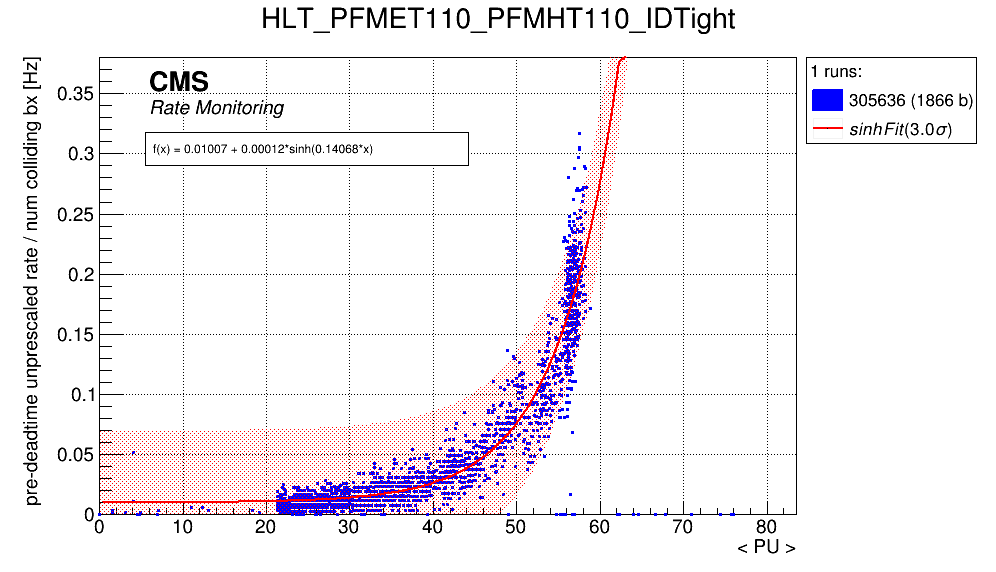 HLT_PFMET110_PFMHT110_IDTight
pre-deadtime unprescaled rate / num colliding bx [Hz]
0.35
0.3
0.25
0.2
0.15
0.1
0.05
0
CMS
Rate Monitoring
f(x) = 0.01007 + 0.00012*sinh(0.14068*x)
0 10 20 30 40 50 60 70 80
< PU >
1 runs:
305636 (1866 b)
sinhFit(3.0σ)